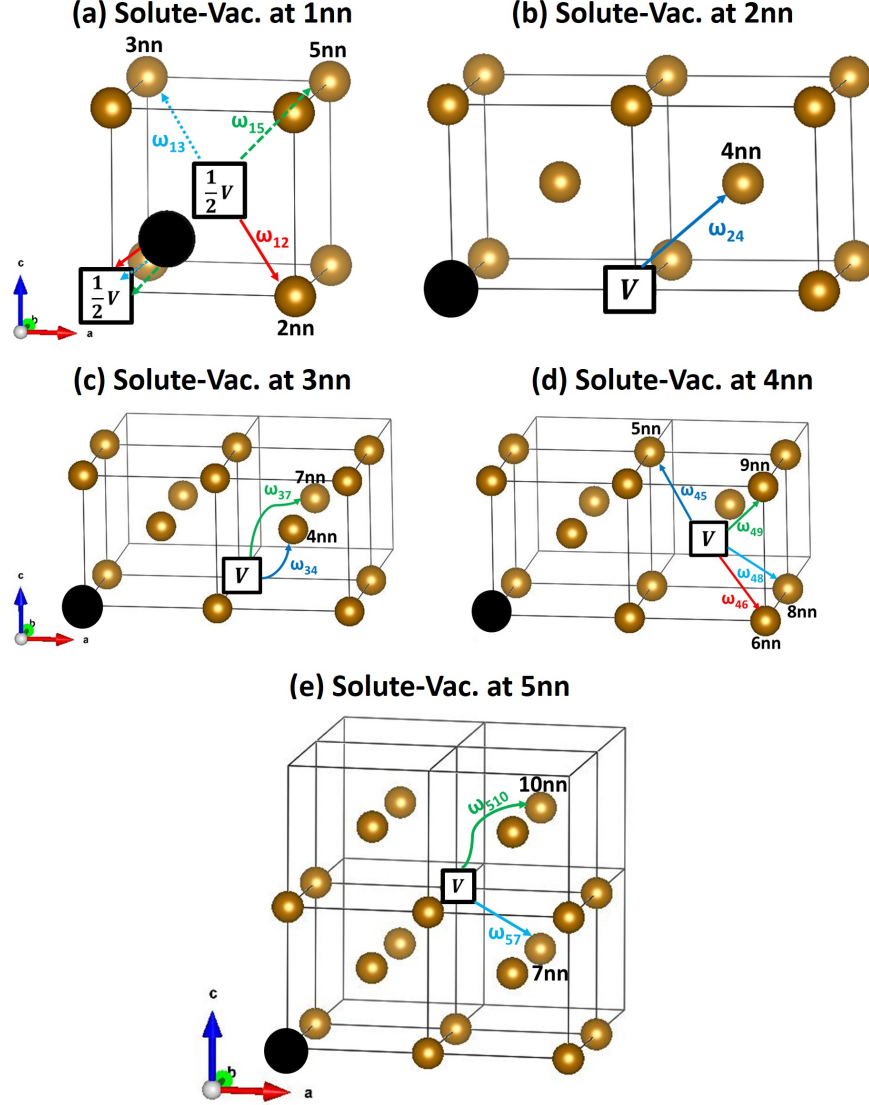 (a) Solute-Vac. at 1nn
(b) Solute-Vac. at 2nn
3nn
5nn
ω13
ω15
½V
ω12
½V
2nn
c
b
a
4nn
ω24
V
(c) Solute-Vac. at 3nn
(d) Solute-Vac. at 4nn
7nn
ω37
4nn
V
ω34
c
b
a
5nn
9nn
ω45
ω49
V
ω48
ω46
8nn
6nn
(e) Solute-Vac. at 5nn
10nn
ω510
V
ω57
7nn
c
b
a